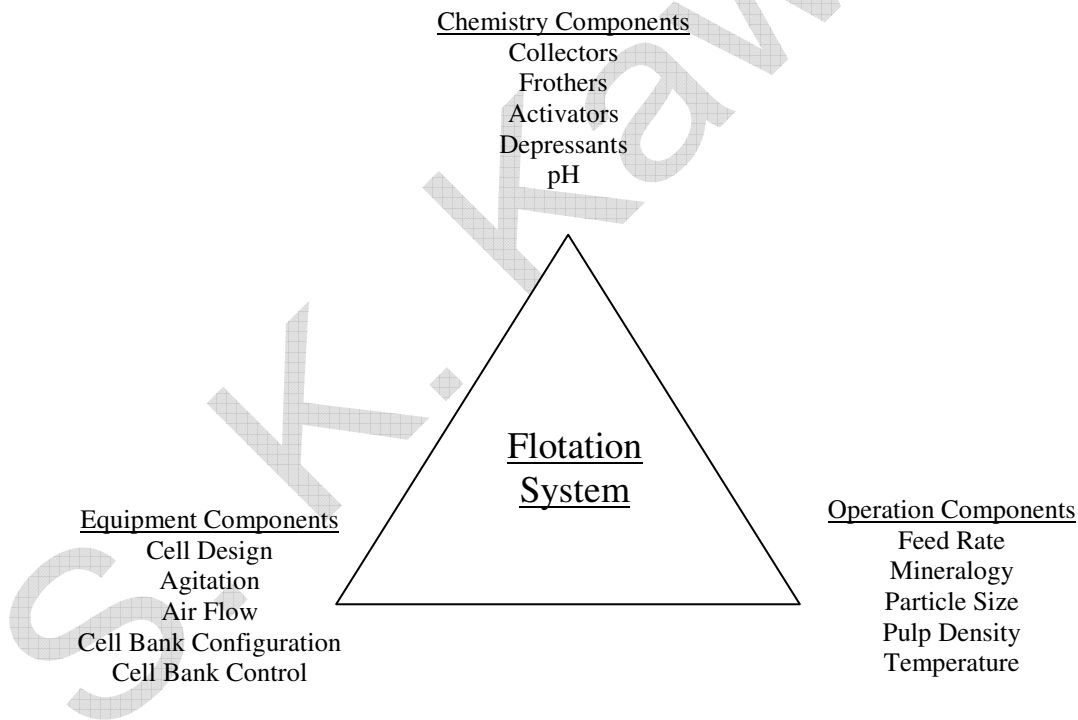 Chemistry Components
Collectors
Frothers
Activators
Depressants
pH
Flotation
System
Equipment Components
Cell Design
Agitation
Air Flow
Cell Bank Configuration
Cell Bank Control
Operation Components
Feed Rate
Mineralogy
Particle Size
Pulp Density
Temperature
S. K. Kaw